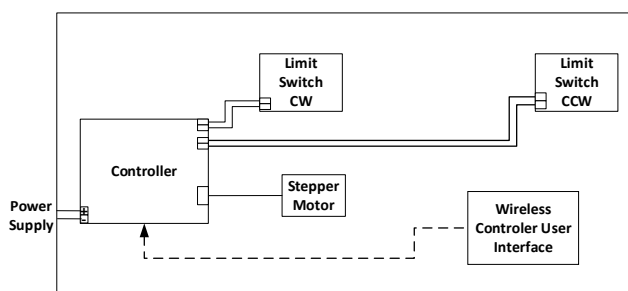 Limit
Switch
CW
Limit
Switch
CCW
Controller
Stepper
Motor
Power
Supply
+
-
Wireless
Controler User
Interface